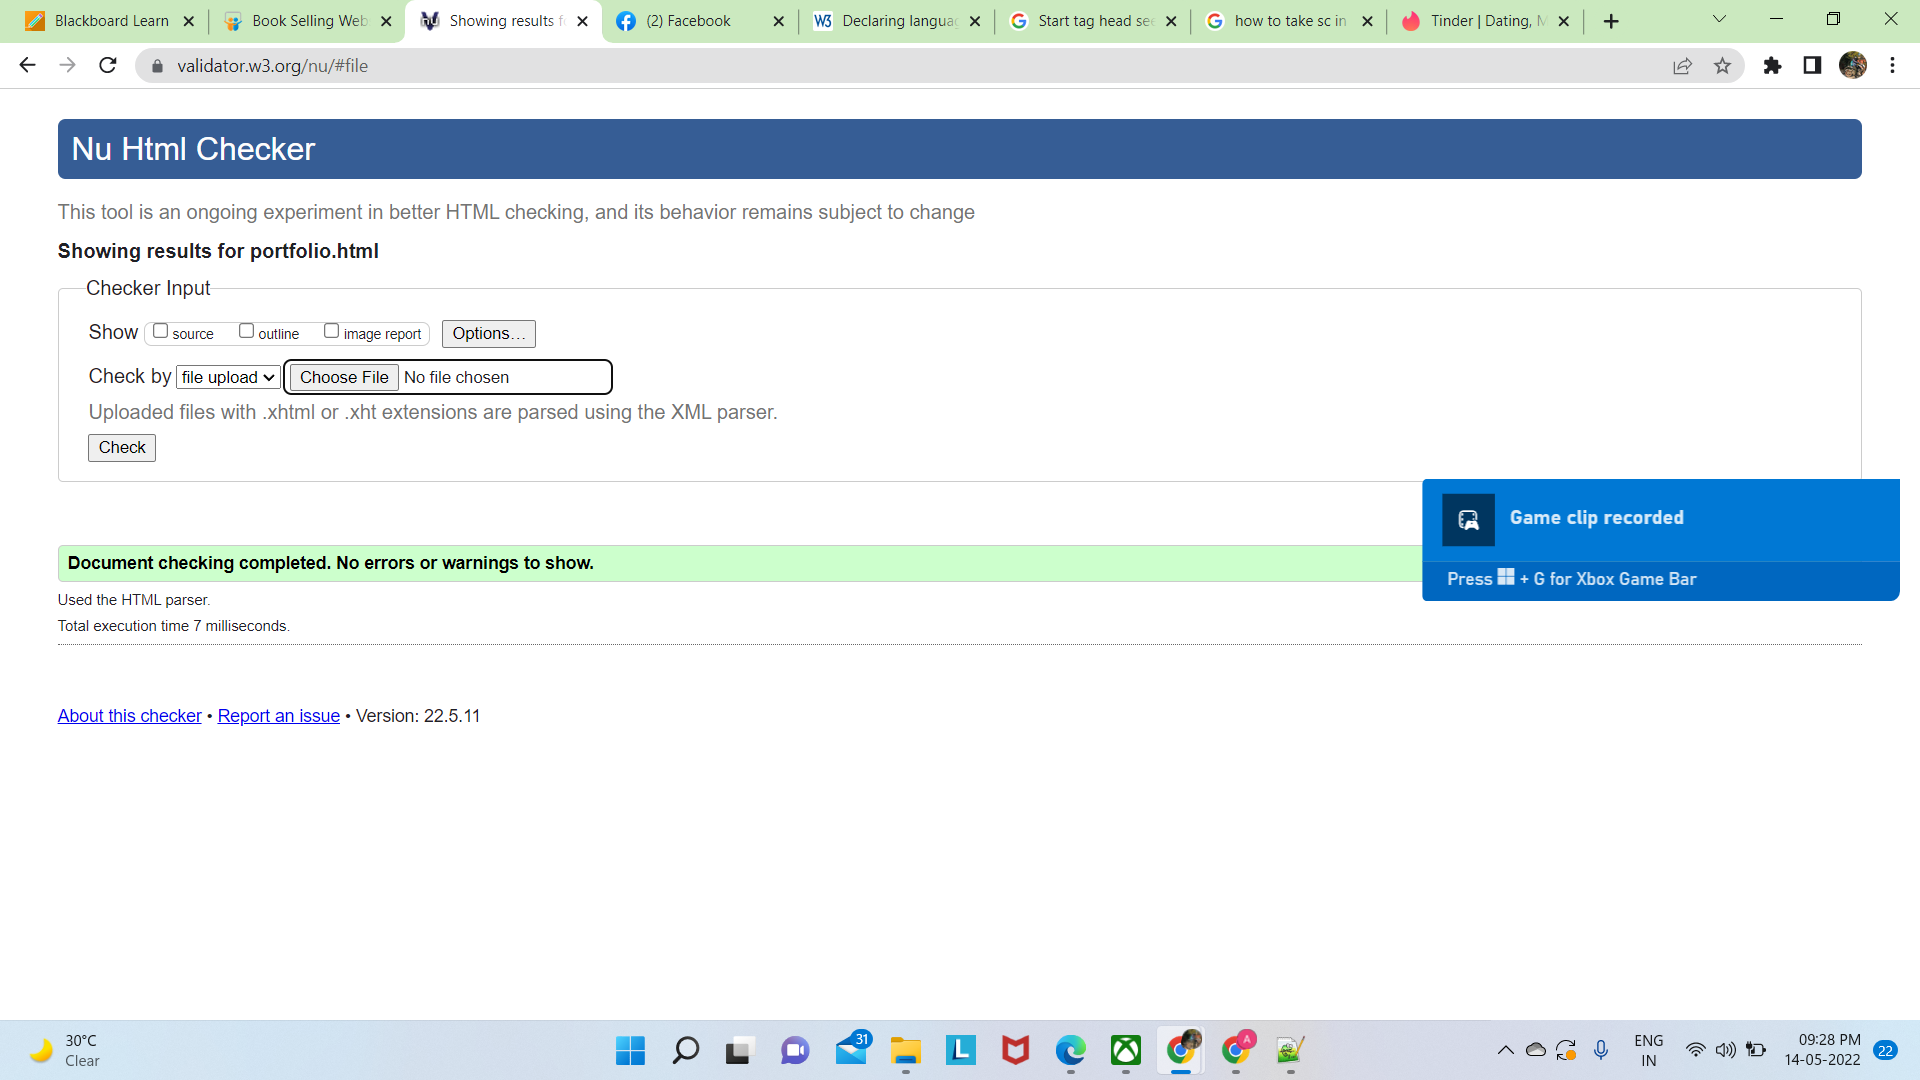 Blackboard Learn
Book Selling Web
Showing results f
(2) Facebook
W3 Declaring langua
Start tag head see
how to take sc in
Tinder | Dating, M
validator.w3.org/nu/#file
Nu Html Checker
This tool is an ongoing experiment in better HTML checking, and its behavior remains subject to change
Showing results for portfolio.html
Checker Input
Show source outline image report Options...
Check by file upload Choose File No file chosen
Uploaded files with .xhtml or .xht extensions are parsed using the XML parser.
Check
Game clip recorded
Press + G for Xbox Game Bar
Document checking completed. No errors or warnings to show.
Used the HTML parser.
Total execution time 7 milliseconds.
About this checker • Report an issue • Version: 22.5.11
30°C
Clear
31
L
A
ENG
IN
09:28 PM
14-05-2022
22